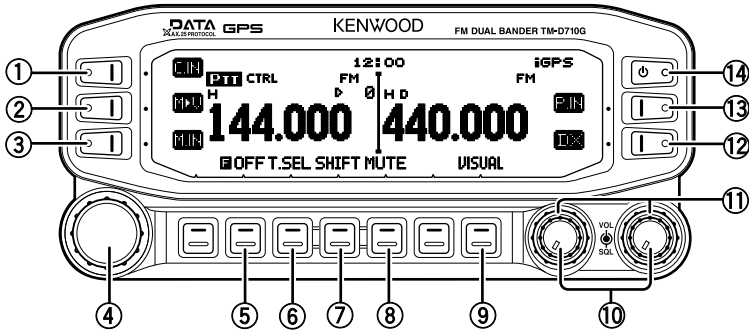 DATA GPS KENWOOD FM DUAL BANDER TM-D710G
AX.25 PROTOCOL
12:00 iGPS
C.IN PTT CTRL FM FM
H 0 H D
M▶V 144.000 440.000 P.IN
M.IN DX
F OFF T.SEL SHIFT MUTE VISUAL
VOL
SQL
1
2
3
4
5
6
7
8
9
10
11
12
13
14